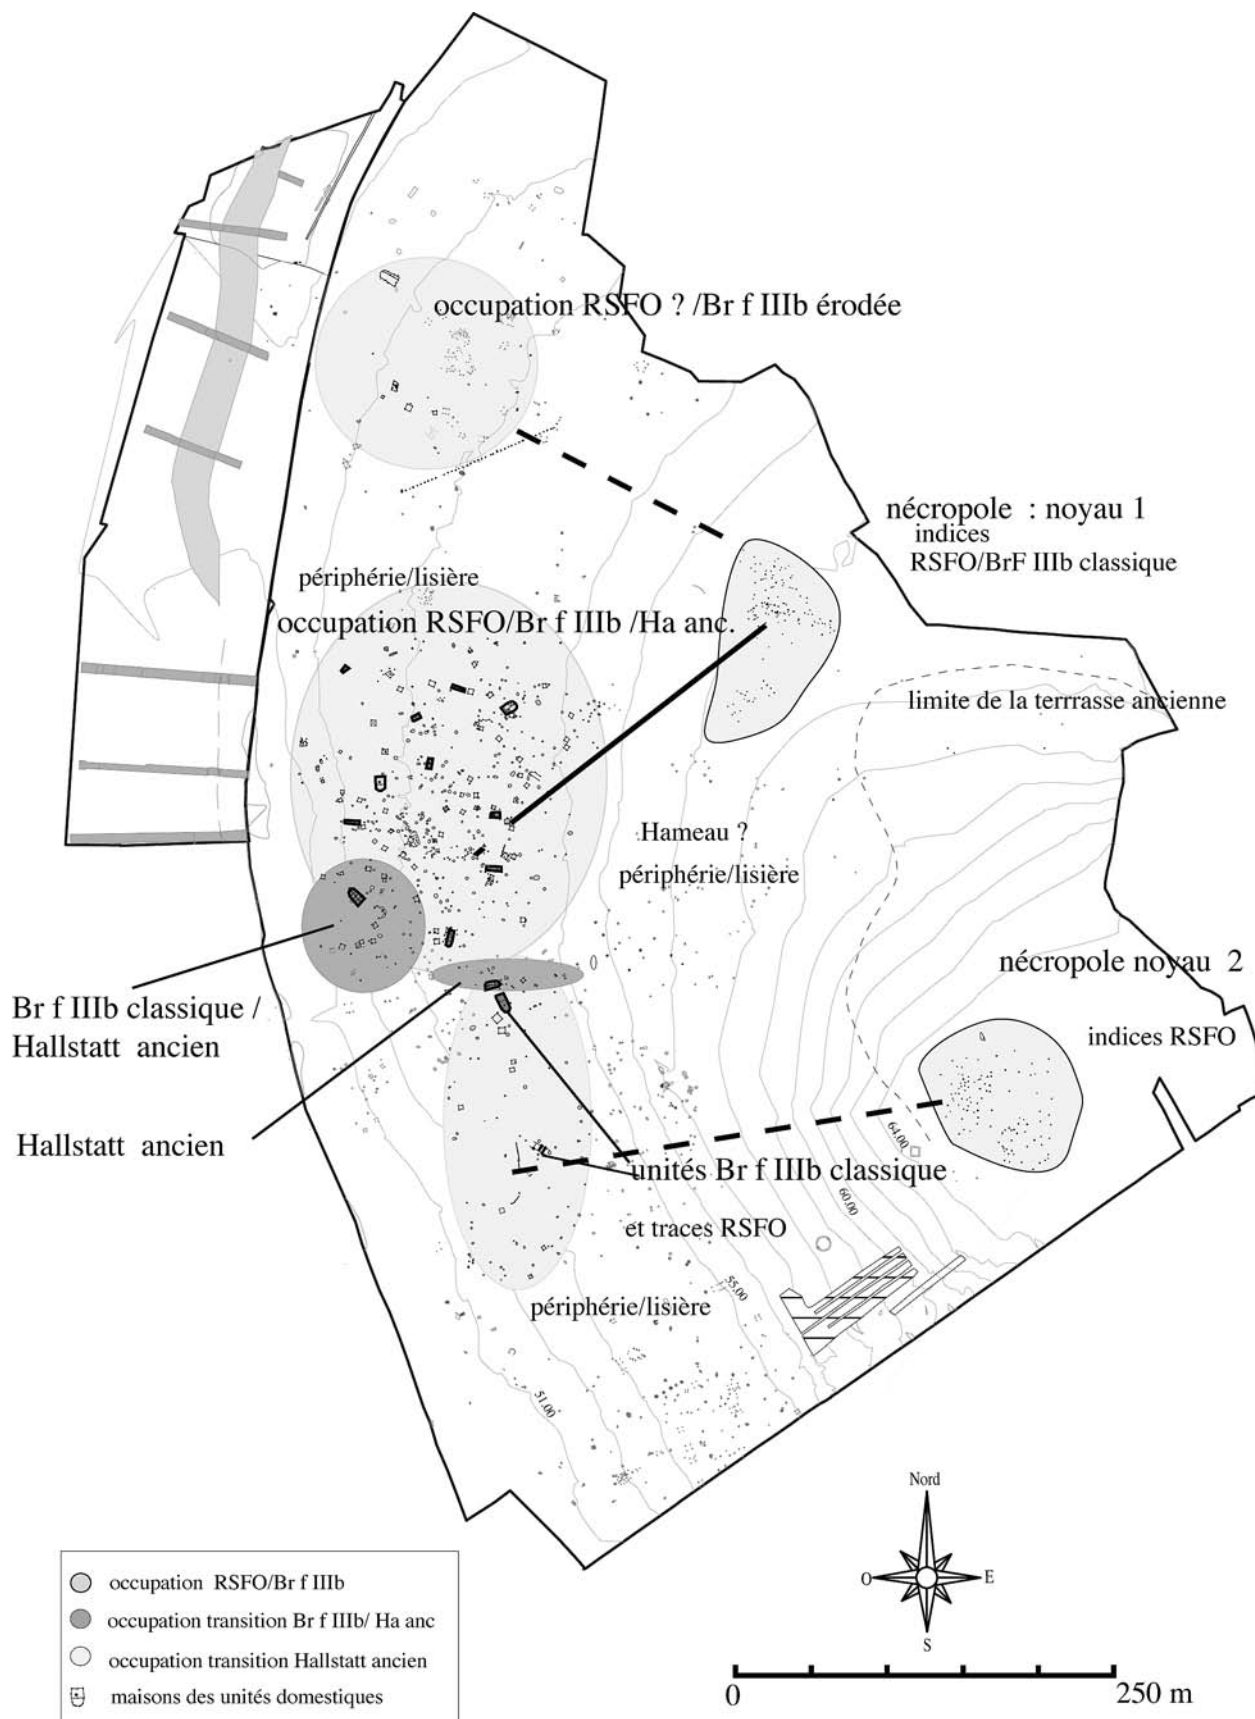 occupation RSFO ? /Br f IIIb érodée
nécropole : noyau 1
indices
RSFO/BrF IIIb classique
périphérie/lisière
occupation RSFO/Br f IIIb /Ha anc.
limite de la terrrasse ancienne
Hameau ?
périphérie/lisière
nécropole noyau 2
Br f IIIb classique /
Hallstatt ancien
indices RSFO
Hallstatt ancien
64.00
unités Br f IIIb classique
60.00
et traces RSFO
55.00
périphérie/lisière
51.00
Nord
O
E
S
occupation RSFO/Br f IIIb
occupation transition Br f IIIb/ Ha anc
occupation transition Hallstatt ancien
maisons des unités domestiques
0
250 m